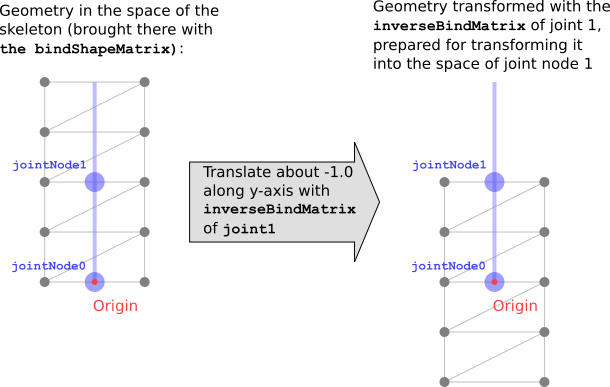 Geometry in the space of the
skeleton (brought there with
the bindShapeMatrix):
jointNode1
jointNode0
Origin
Translate about -1.0
along y-axis with
inverseBindMatrix
of joint1
Geometry transformed with the
inverseBindMatrix of joint 1,
prepared for transforming it
into the space of joint node 1
jointNode1
jointNode0
Origin